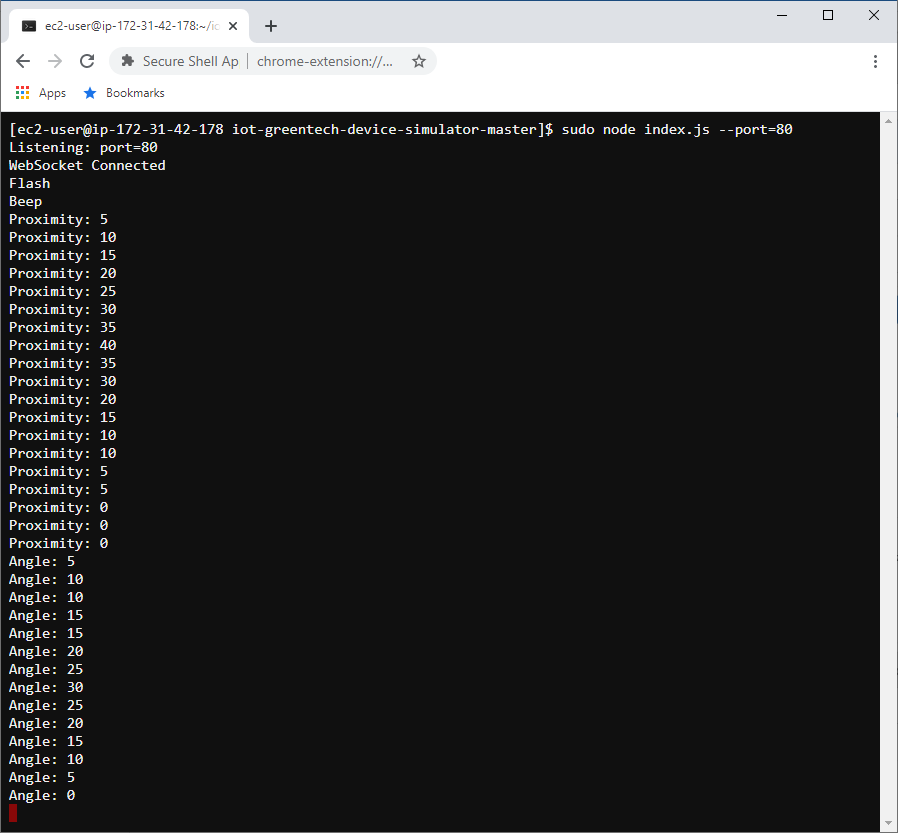 ec2-user@ip-172-31-42-178:~/io
Secure Shell Ap | chrome-extension://...
Apps Bookmarks
[ec2-user@ip-172-31-42-178 iot-greentech-device-simulator-master]$ sudo node index.js --port=80
Listening: port=80
WebSocket Connected
Flash
Beep
Proximity: 5
Proximity: 10
Proximity: 15
Proximity: 20
Proximity: 25
Proximity: 30
Proximity: 35
Proximity: 40
Proximity: 35
Proximity: 30
Proximity: 20
Proximity: 15
Proximity: 10
Proximity: 10
Proximity: 5
Proximity: 5
Proximity: 0
Proximity: 0
Proximity: 0
Angle: 5
Angle: 10
Angle: 10
Angle: 15
Angle: 15
Angle: 20
Angle: 25
Angle: 30
Angle: 25
Angle: 20
Angle: 15
Angle: 10
Angle: 5
Angle: 0